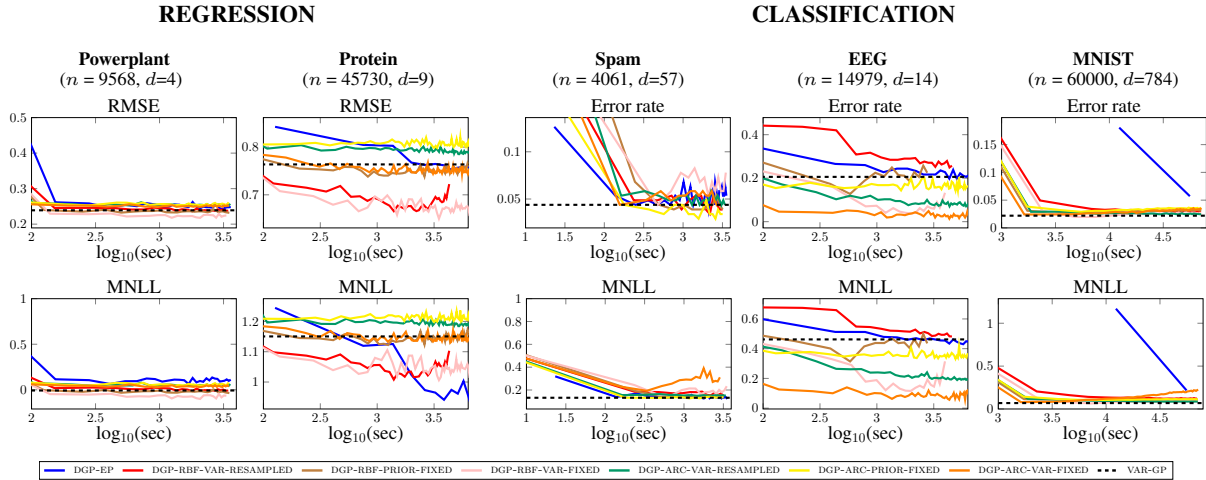 REGRESSION CLASSIFICATION
Powerplant Protein Spam EEG MNIST
(n = 9568, d=4) (n = 45730, d=9) (n = 4061, d=57) (n = 14979, d=14) (n = 60000, d=784)
RMSE RMSE Error rate Error rate Error rate
0.5
0.4
0.3
0.2
2 2.5 3 3.5
log10(sec)
0.8
0.7
2 2.5 3 3.5
log10(sec)
0.1
0.05
1 1.5 2 2.5 3 3.5
log10(sec)
0.4
0.2
0
2 2.5 3 3.5
log10(sec)
0.15
0.1
0.05
0
3 3.5 4 4.5
log10(sec)
MNLL MNLL MNLL MNLL MNLL
1
0.8
0.6
0.4
0.2
0
2 2.5 3 3.5
log10(sec)
1.2
1.1
1
2 2.5 3 3.5
log10(sec)
1
0.8
0.6
0.4
0.2
1 1.5 2 2.5 3 3.5
log10(sec)
0.6
0.4
0.2
0
2 2.5 3 3.5
log10(sec)
1
0.5
0
3 3.5 4 4.5
log10(sec)
DGP-EP DGP-RBF-VAR-RESAMPLED DGP-RBF-PRIOR-FIXED DGP-RBF-VAR-FIXED DGP-ARC-VAR-RESAMPLED DGP-ARC-PRIOR-FIXED DGP-ARC-VAR-FIXED VAR-GP